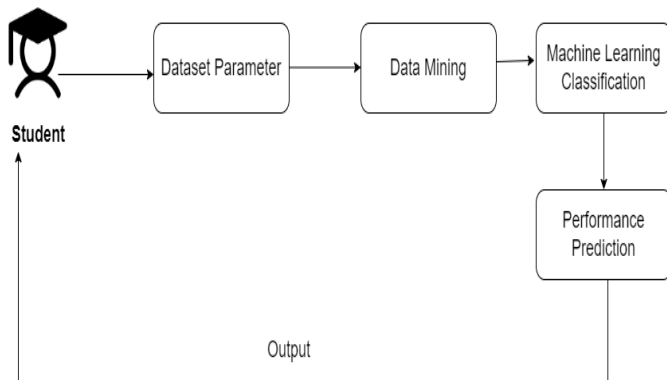 Student
Dataset Parameter
Data Mining
Machine Learning
Classification
Performance
Prediction
Output